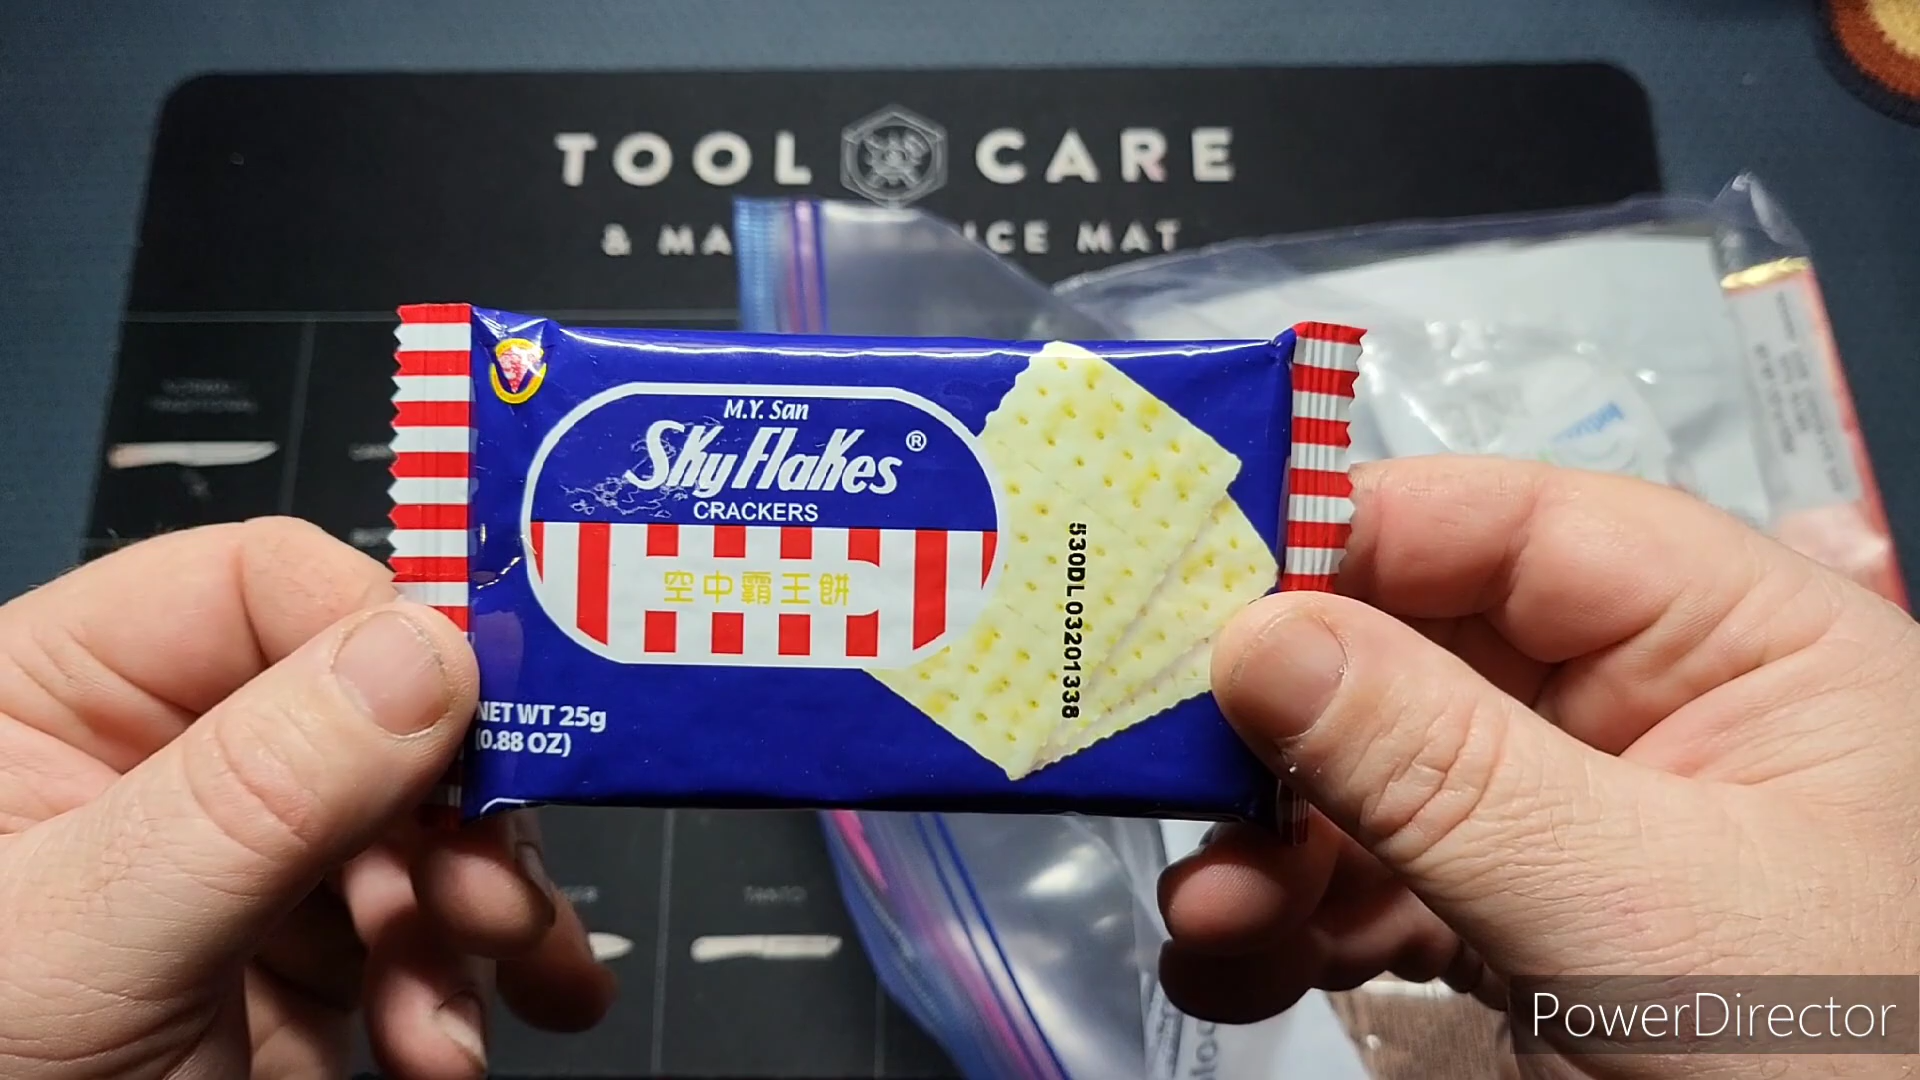 TOOL CARE
& MA ICE MAT
M.Y. San
SkyFlakes®
CRACKERS
空中霸王餅
NET WT 25g
(0.88 OZ)
530DL 03201338
TANTO
PowerDirector